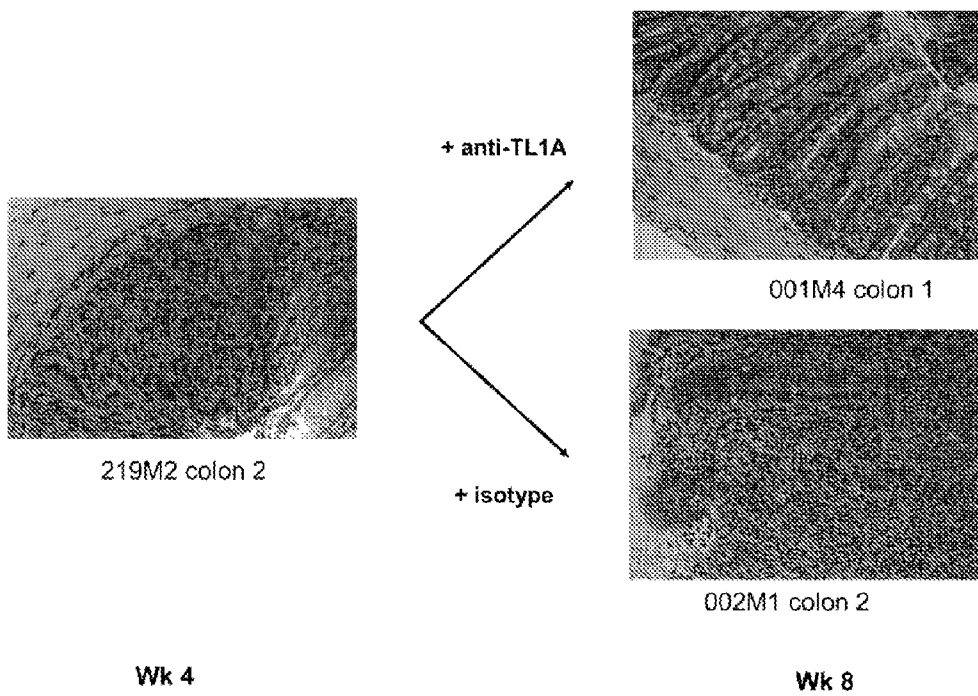 + anti-TL1A
001M4 colon 1
219M2 colon 2
+ isotype
002M1 colon 2
Wk 4
Wk 8